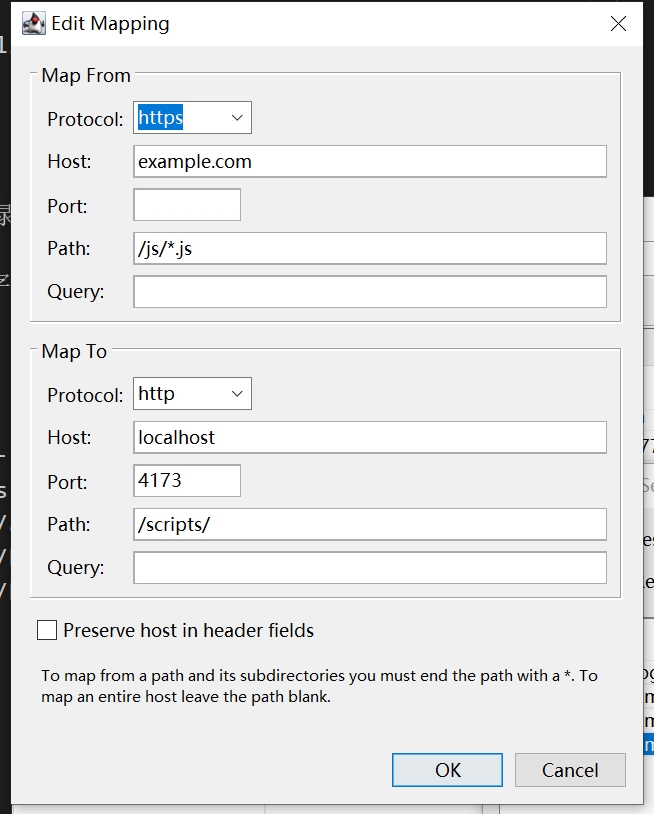 Edit Mapping
Map From
Protocol: https
Host: example.com
Port:
Path: /js/*.js
Query:
Map To
Protocol: http
Host: localhost
Port: 4173
Path: /scripts/
Query:
Preserve host in header fields
To map from a path and its subdirectories you must end the path with a *. To
map an entire host leave the path blank.
OK Cancel